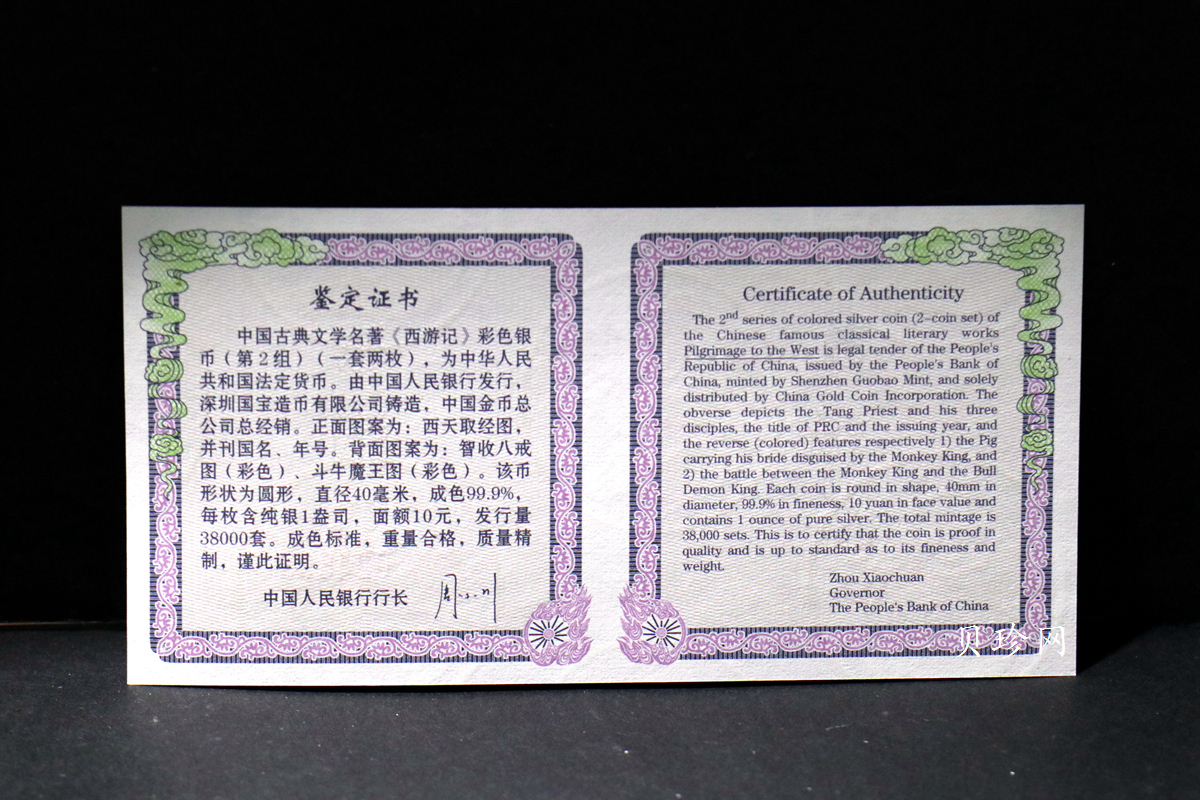 鉴定证书
中国古典文学名著《西游记》彩色银
币(第2组)(一套两枚),为中华人民
共和国法定货币。由中国人民银行发行,
深圳国宝造币有限公司铸造,中国金币总
公司总经销。正面图案为:西天取经图,
并刊国名、年号。背面图案为:智收八戒
图(彩色)、斗牛魔王图(彩色)。该币
形状为圆形,直径40毫米,成色99.9%,
每枚含纯银1盎司,面额10元,发行量
38000套。成色标准,重量合格,质量精
制,谨此证明。
中国人民银行行长
Certificate of Authenticity
The 2nd series of colored silver coin (2-coin set) of
the Chinese famous classical literary works
Pilgrimage to the West is legal tender of the People's
Republic of China, issued by the People's Bank of
China, minted by Shenzhen Guobao Mint, and solely
distributed by China Gold Coin Incorporation. The
obverse depicts the Tang Priest and his three
disciples, the title of PRC and the issuing year, and
the reverse (colored) features respectively 1) the Pig
carrying his bride disguised by the Monkey King, and
2) the battle between the Monkey King and the Bull
Demon King. Each coin is round in shape, 40mm in
diameter, 99.9% in fineness, 10 yuan in face value and
contains 1 ounce of pure silver. The total mintage is
38,000 sets. This is to certify that the coin is proof in
quality and is up to standard as to its fineness and
weight.
Zhou Xiaochuan
Governor
The People's Bank of China
贝珍网